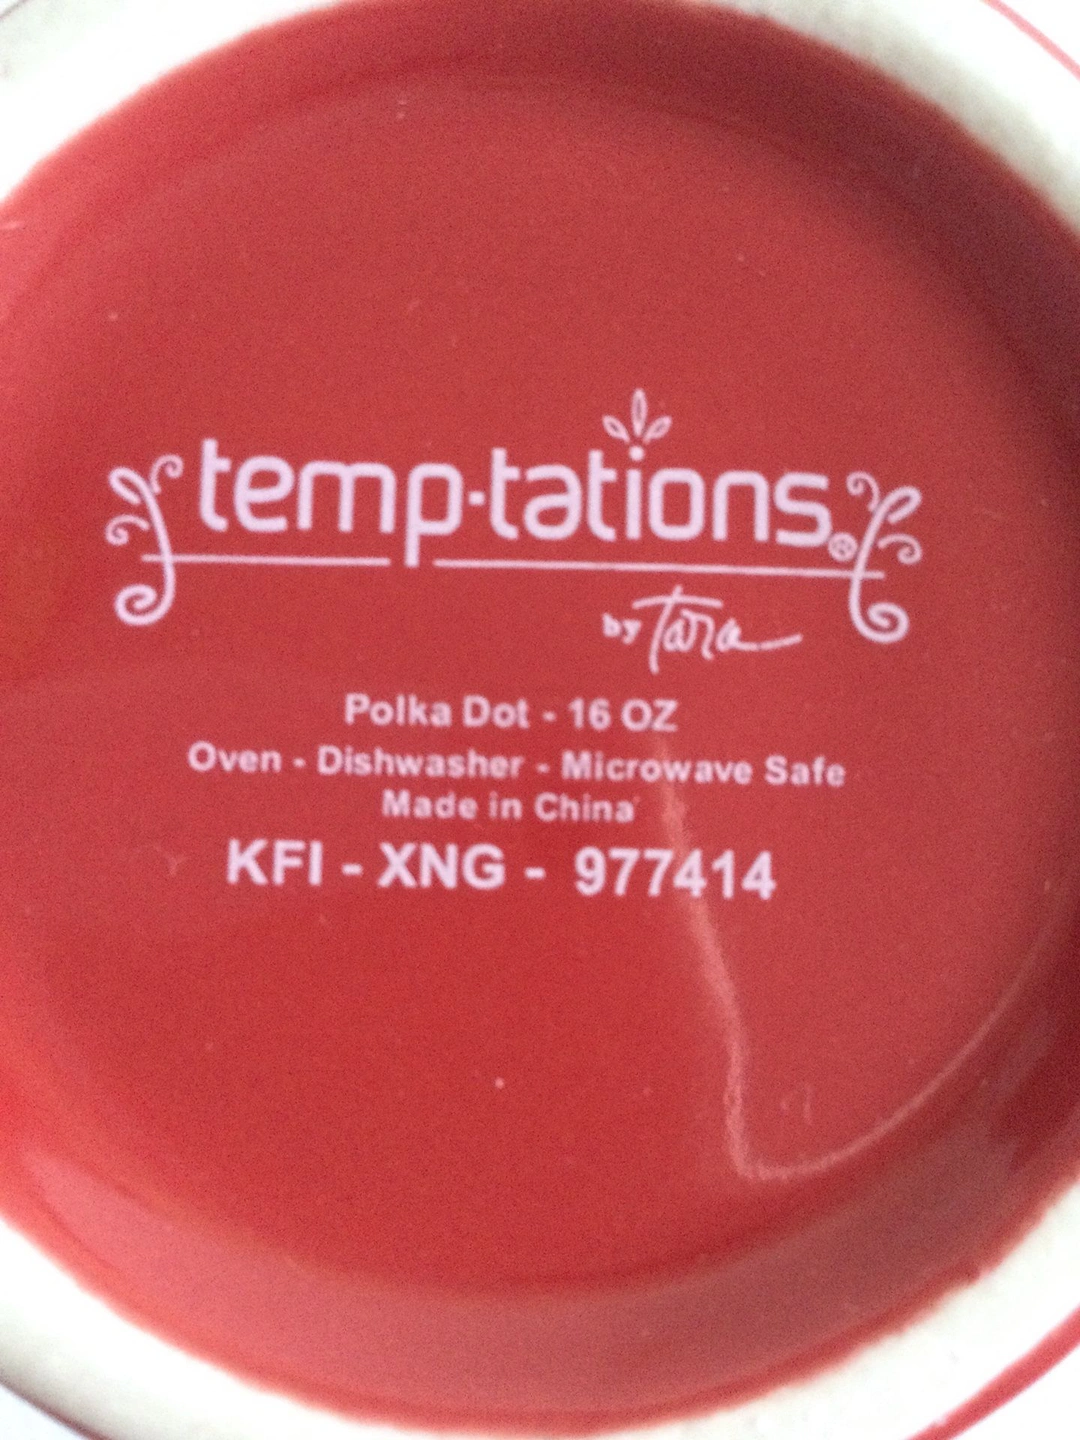 temp·tations®
by Tara
Polka Dot - 16 OZ
Oven - Dishwasher - Microwave Safe
Made in China
KFI - XNG - 977414